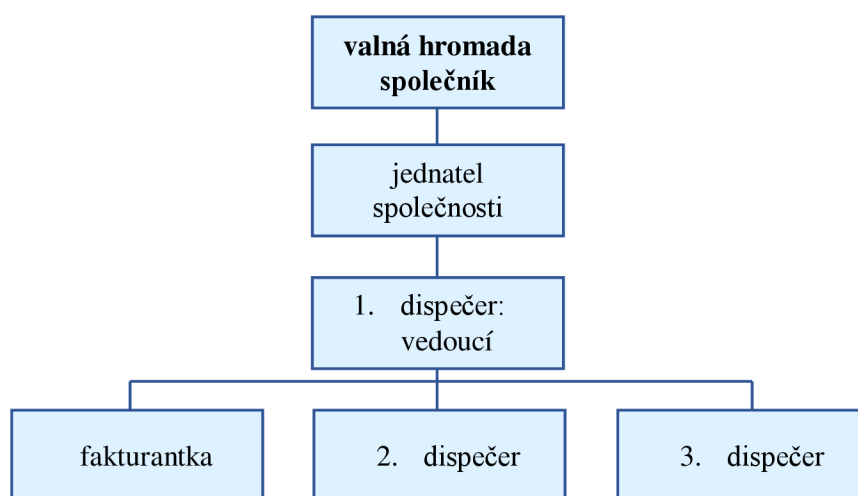 valná hromada
společník
jednatel
společnosti
1. dispečer:
vedoucí
fakturantka
2. dispečer
3. dispečer